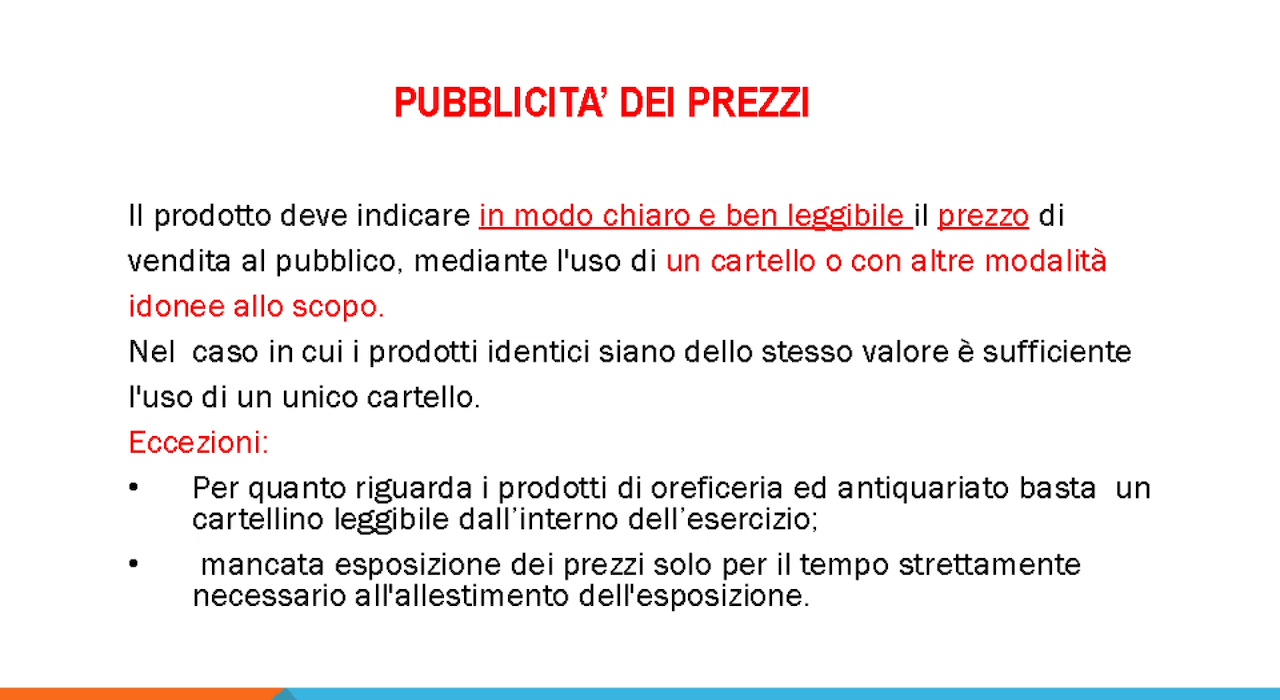 PUBBLICITA’ DEI PREZZI
Il prodotto deve indicare in modo chiaro e ben leggibile il prezzo di
vendita al pubblico, mediante l'uso di un cartello o con altre modalità
idonee allo scopo.
Nel  caso in cui i prodotti identici siano dello stesso valore è sufficiente
l'uso di un unico cartello.
Eccezioni:
• Per quanto riguarda i prodotti di oreficeria ed antiquariato basta  un
cartellino leggibile dall’interno dell’esercizio;
• mancata esposizione dei prezzi solo per il tempo strettamente
necessario all'allestimento dell'esposizione.